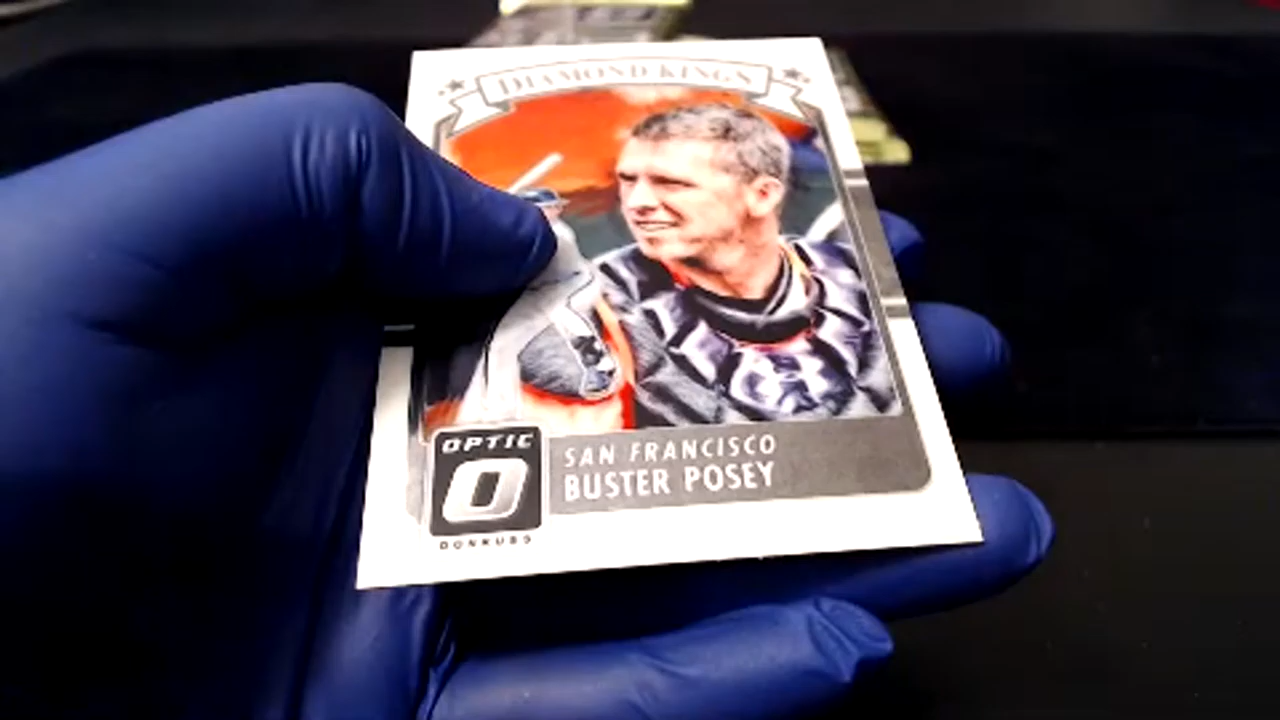 DIAMOND KINGS
OPTIC
O
DONRUSS
SAN FRANCISCO
BUSTER POSEY